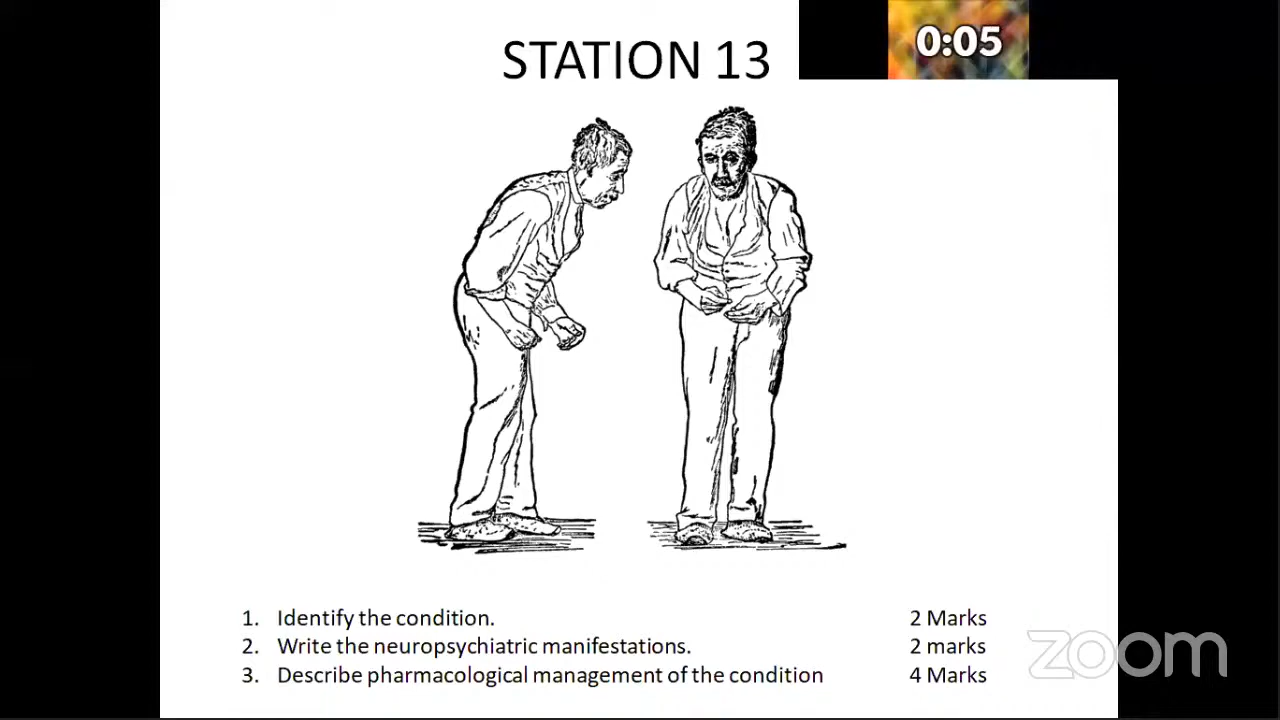 STATION 13
0:05
1. Identify the condition. 2 Marks
2. Write the neuropsychiatric manifestations. 2 marks
3. Describe pharmacological management of the condition 4 Marks
zoom